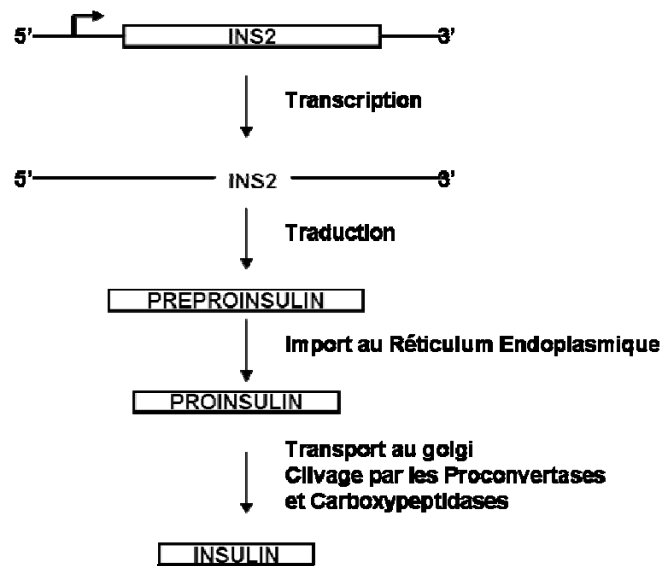 5' INS2 3'
Transcription
5' INS2 3'
Traduction
PREPROINSULIN
Import au Réticulum Endoplasmique
PROINSULIN
Transport au golgi
Clivage par les Proconvertases
et Carboxypeptidases
INSULIN